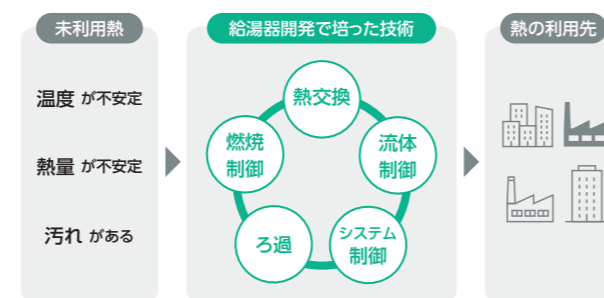 未利用熱
温度 が不安定
熱量 が不安定
汚れ がある
給湯器開発で培った技術
熱交換
燃焼
制御
流体
制御
ろ過
システム
制御
熱の利用先